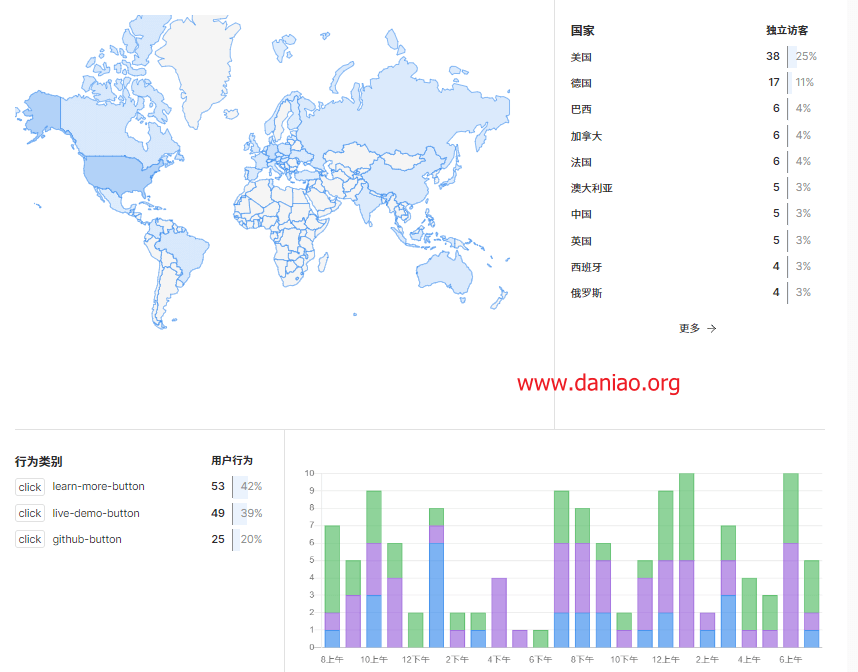 国家 独立访客
美国 38 25%
德国 17 11%
巴西 6 4%
加拿大 6 4%
法国 6 4%
澳大利亚 5 3%
中国 5 3%
英国 5 3%
西班牙 4 3%
俄罗斯 4 3%
更多 →
www.daniao.org
行为类别 用户行为
click learn-more-button 53 42%
click live-demo-button 49 39%
click github-button 25 20%
10
9
8
7
6
5
4
3
2
1
0
8上午 10上午 12下午 2下午 4下午 6下午 8下午 10下午 12上午 2上午 4上午 6上午